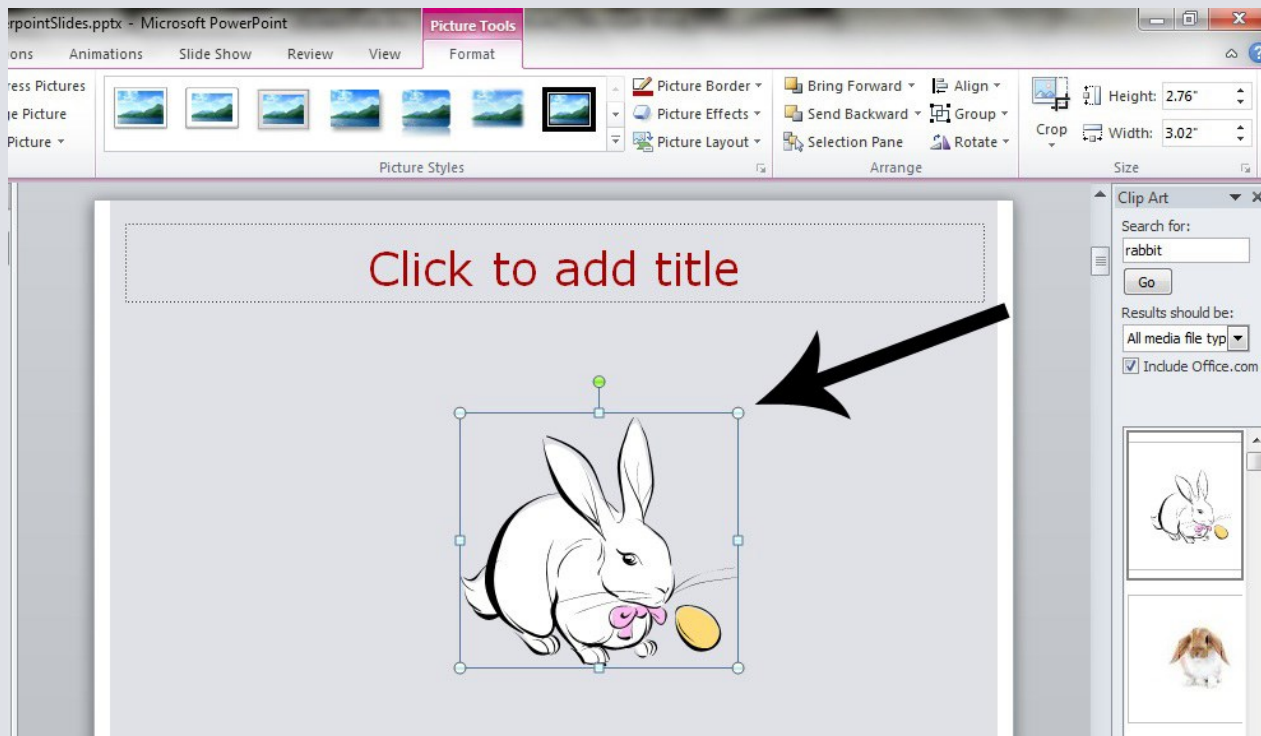 rpointSlides.pptx - Microsoft PowerPoint
Picture Tools
ons Animations Slide Show Review View Format
ress Pictures
e Picture
Picture
Picture Border
Picture Effects
Picture Layout
Picture Styles
Bring Forward
Send Backward
Selection Pane
Align
Group
Rotate
Arrange
Crop
Height: 2.76"
Width: 3.02"
Size
Click to add title
Clip Art
Search for:
rabbit
Go
Results should be:
All media file typ
Include Office.com